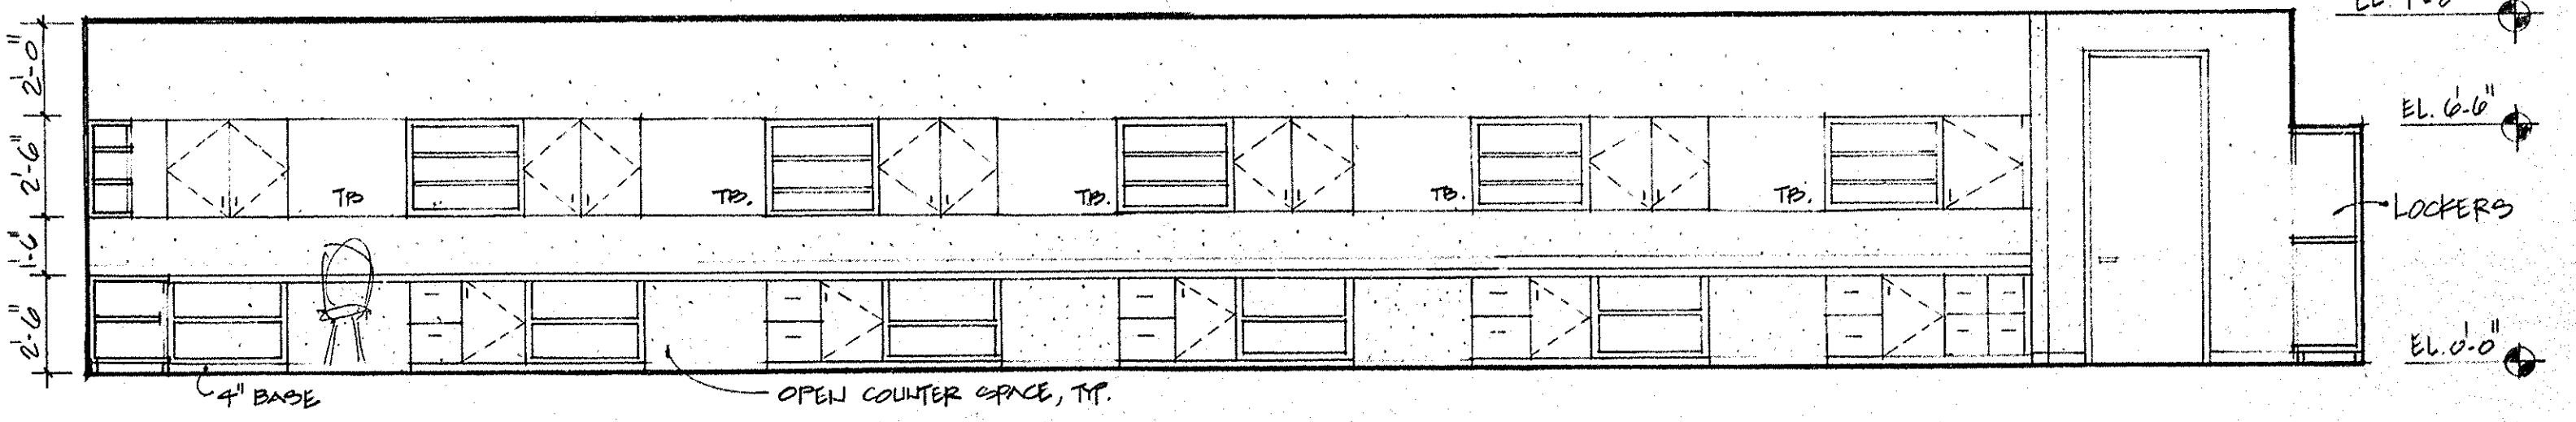 2'-0"
2'-6"
1'-6"
2'-6"
TB
TB.
TB.
TB.
TB.
EL. 6'-6"
LOCKERS
EL. 0'-0"
4" BASE
OPEN COUNTER SPACE, TYP.